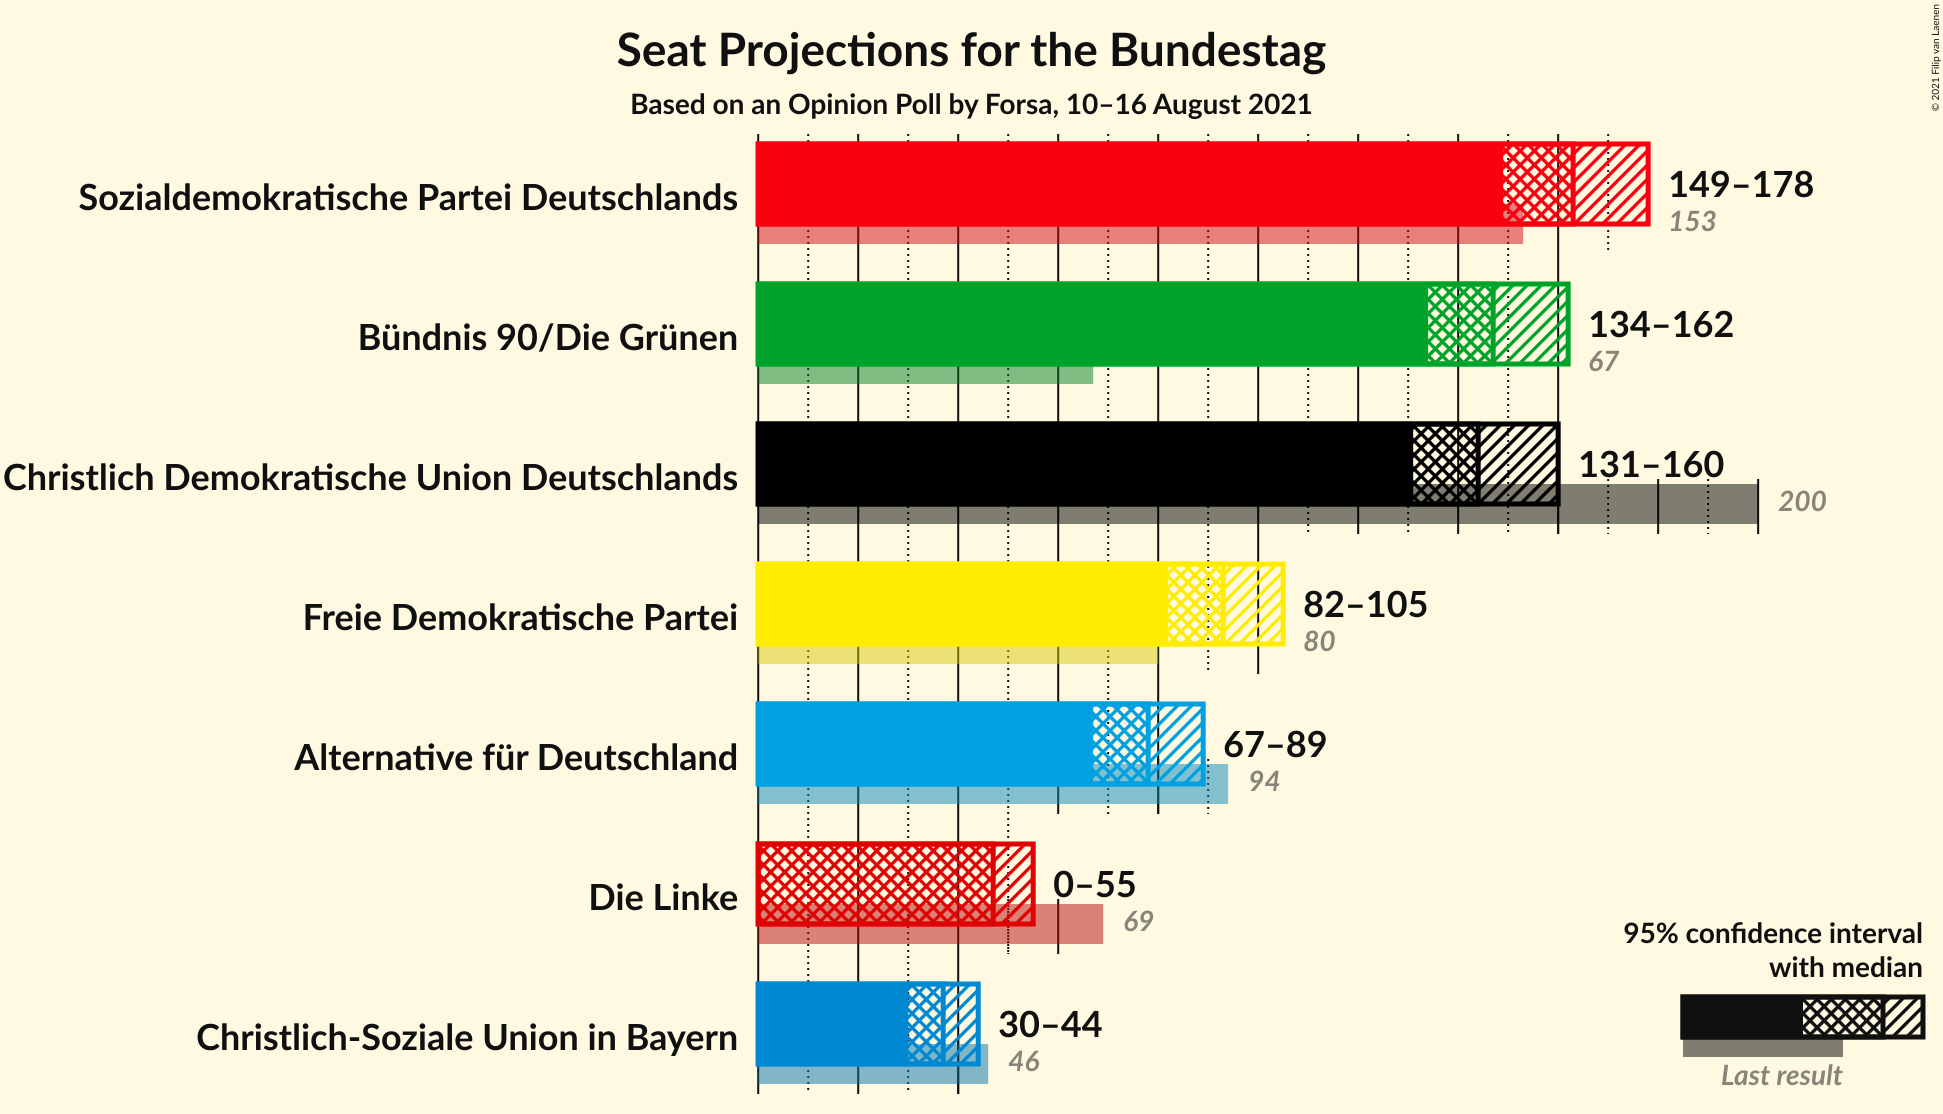 Seat Projections for the Bundestag
Based on an Opinion Poll by Forsa, 10–16 August 2021
© 2021 Filip van Laenen
Sozialdemokratische Partei Deutschlands
149–178
153
Bündnis 90/Die Grünen
134–162
67
Christlich Demokratische Union Deutschlands
131–160
200
Freie Demokratische Partei
82–105
80
Alternative für Deutschland
67–89
94
Die Linke
0–55
69
Christlich-Soziale Union in Bayern
30–44
46
95% confidence interval
with median
Last result